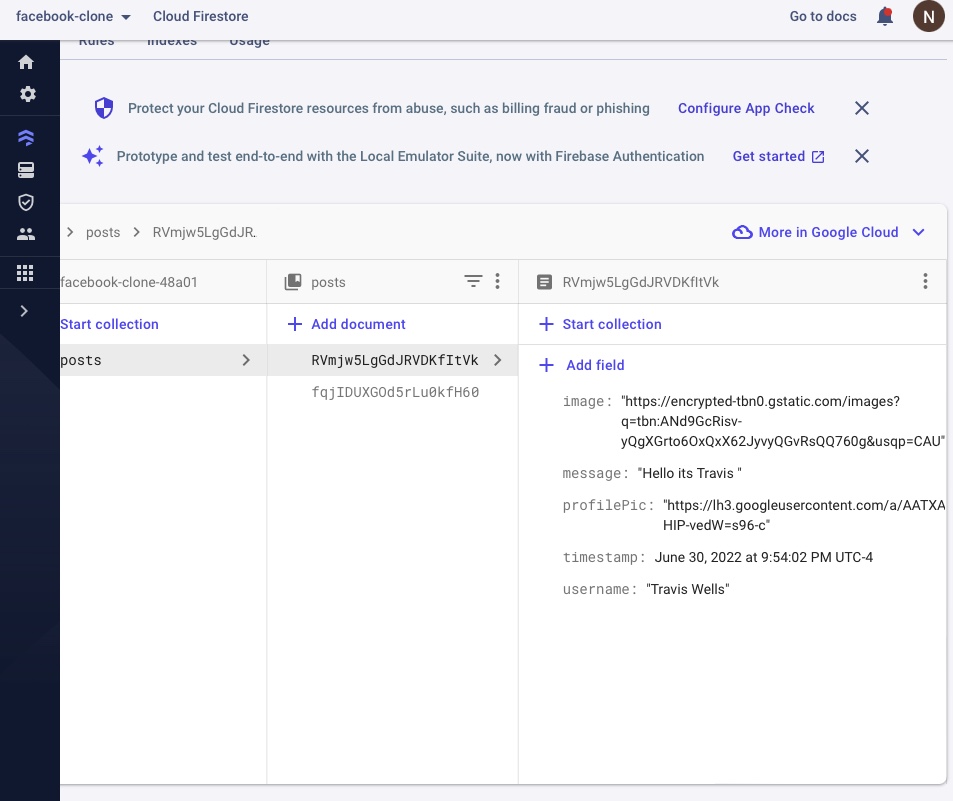 facebook-clone Cloud Firestore Go to docs N
Rules Indexes Usage
Protect your Cloud Firestore resources from abuse, such as billing fraud or phishing Configure App Check
Prototype and test end-to-end with the Local Emulator Suite, now with Firebase Authentication Get started
posts RVmjw5LgGdJR. More in Google Cloud
facebook-clone-48a01 posts RVmjw5LgGdJRVDKfItVk
Start collection Add document Start collection
posts RVmjw5LgGdJRVDKfItVk Add field
fqjIDUXGOd5rLu0kfH60
image: "https://encrypted-tbn0.gstatic.com/images?
q=tbn:ANd9GcRisv-
yQgXGrto6OxQxX62JyvyQGvRsQQ760g&usqp=CAU"
message: "Hello its Travis "
profilePic: "https://lh3.googleusercontent.com/a/AATXA
HIP-vedW=s96-c"
timestamp: June 30, 2022 at 9:54:02 PM UTC-4
username: "Travis Wells"